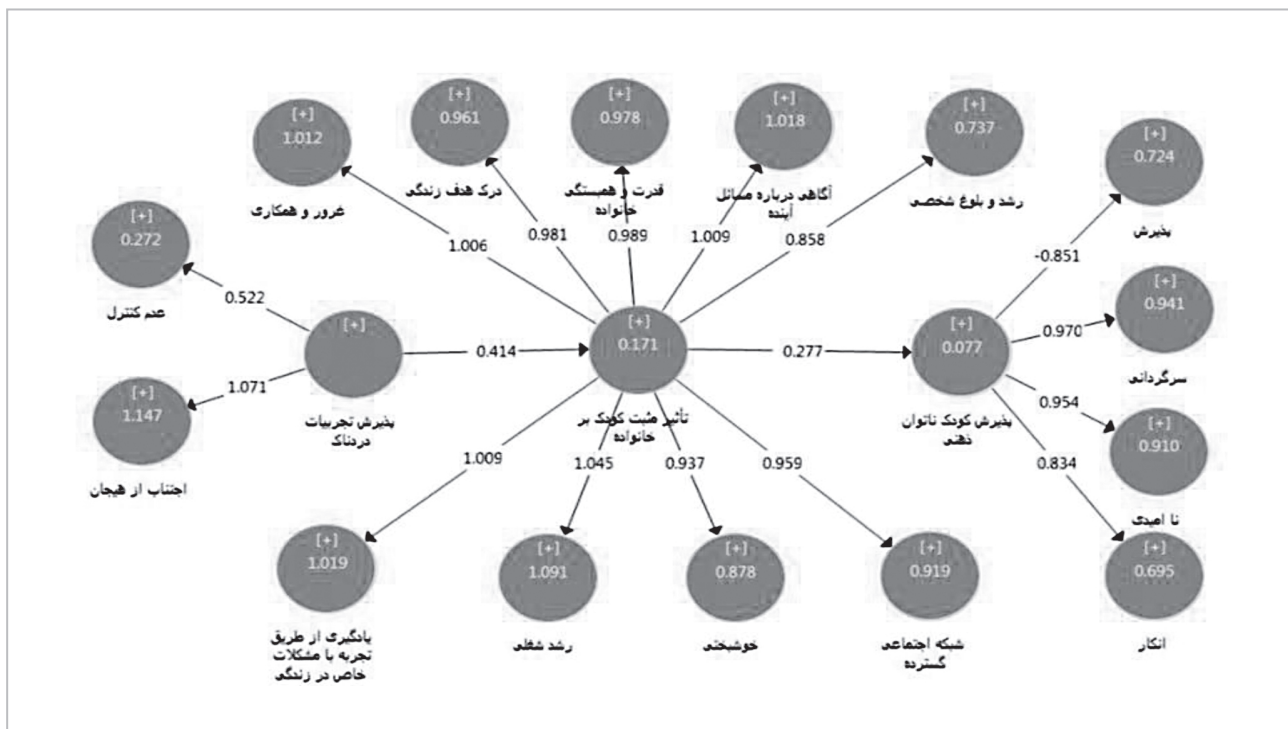 [+]
1.012
غرور و همکاری
[+]
0.961
درک هدف زندگی
[+]
0.978
قدرت و همبستگی
خانواده
[+]
1.018
آگاهی درباره مسائل
آینده
[+]
0.737
رشد و بلوغ شخصی
[+]
0.724
پذیرش
[+]
0.272
عدم کنترل
1.006
0.981
0.989
1.009
0.858
-0.851
0.522
[+]
0.941
سرگردانی
[+]
پذیرش تجربیات
دردناک
0.414
[+]
0.171
تأثیر مثبت کودک بر
خانواده
0.277
[+]
0.077
پذیرش کودک ناتوان
ذهنی
0.970
1.071
[+]
1.147
اجتناب از هیجان
0.954
[+]
0.910
نا امیدی
1.009
1.045
0.937
0.959
0.834
[+]
1.019
یادگیری از طریق
تجربه با مشکلات
خاص در زندگی
[+]
1.091
رشد شغلی
[+]
0.878
خوشبختی
[+]
0.919
شبکه اجتماعی
گسترده
[+]
0.695
انکار